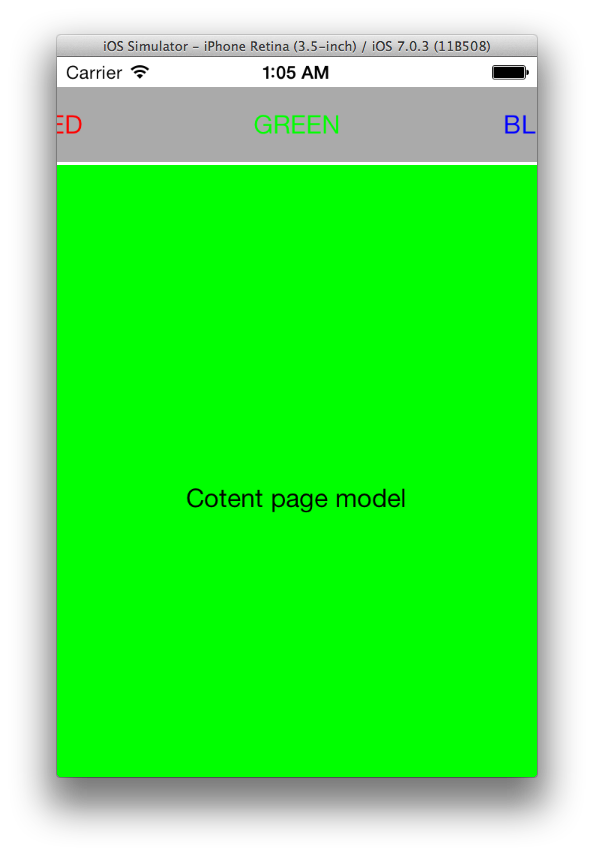 iOS Simulator - iPhone Retina (3.5-inch) / iOS 7.0.3 (11B508)
Carrier 1:05 AM
ED GREEN BL
Cotent page model